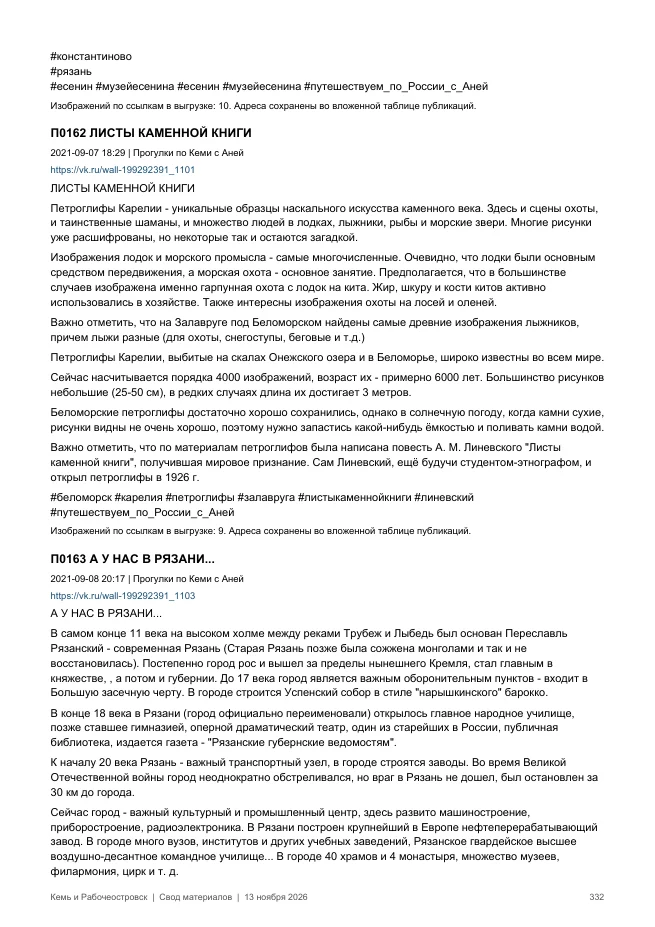 #константиново
#рязань
#есенин #музейесенина #есенин #музейесенина #путешествуем_по_России_с_Аней
Изображений по ссылкам в выгрузке: 10. Адреса сохранены во вложенной таблице публикаций.
П0162 ЛИСТЫ КАМЕННОЙ КНИГИ
2021-09-07 18:29 | Прогулки по Кеми с Аней
https://vk.ru/wall-199292391_1101
ЛИСТЫ КАМЕННОЙ КНИГИ
Петроглифы Карелии - уникальные образцы наскального искусства каменного века. Здесь и сцены охоты,
и таинственные шаманы, и множество людей в лодках, лыжники, рыбы и морские звери. Многие рисунки
уже расшифрованы, но некоторые так и остаются загадкой.
Изображения лодок и морского промысла - самые многочисленные. Очевидно, что лодки были основным
средством передвижения, а морская охота - основное занятие. Предполагается, что в большинстве
случаев изображена именно гарпунная охота с лодок на кита. Жир, шкуру и кости китов активно
использовались в хозяйстве. Также интересны изображения охоты на лосей и оленей.
Важно отметить, что на Залавруге под Беломорском найдены самые древние изображения лыжников,
причем лыжи разные (для охоты, снегоступы, беговые и т.д.)
Петроглифы Карелии, выбитые на скалах Онежского озера и в Беломорье, широко известны во всем мире.
Сейчас насчитывается порядка 4000 изображений, возраст их - примерно 6000 лет. Большинство рисунков
небольшие (25-50 см), в редких случаях длина их достигает 3 метров.
Беломорские петроглифы достаточно хорошо сохранились, однако в солнечную погоду, когда камни сухие,
рисунки видны не очень хорошо, поэтому нужно запастись какой-нибудь ёмкостью и поливать камни водой.
Важно отметить, что по материалам петроглифов была написана повесть А. М. Линевского "Листы
каменной книги", получившая мировое признание. Сам Линевский, ещё будучи студентом-этнографом, и
открыл петроглифы в 1926 г.
#беломорск #карелия #петроглифы #залавруга #листыкаменнойкниги #линевский
#путешествуем_по_России_с_Аней
Изображений по ссылкам в выгрузке: 9. Адреса сохранены во вложенной таблице публикаций.
П0163 А У НАС В РЯЗАНИ...
2021-09-08 20:17 | Прогулки по Кеми с Аней
https://vk.ru/wall-199292391_1103
А У НАС В РЯЗАНИ...
В самом конце 11 века на высоком холме между реками Трубеж и Лыбедь был основан Переславль
Рязанский - современная Рязань (Старая Рязань позже была сожжена монголами и так и не
восстановилась). Постепенно город рос и вышел за пределы нынешнего Кремля, стал главным в
княжестве, , а потом и губернии. До 17 века город является важным оборонительным пунктов - входит в
Большую засечную черту. В городе строится Успенский собор в стиле "нарышкинского" барокко.
В конце 18 века в Рязани (город официально переименовали) открылось главное народное училище,
позже ставшее гимназией, оперной драматический театр, один из старейших в России, публичная
библиотека, издается газета - "Рязанские губернские ведомостям".
К началу 20 века Рязань - важный транспортный узел, в городе строятся заводы. Во время Великой
Отечественной войны город неоднократно обстреливался, но враг в Рязань не дошел, был остановлен за
30 км до города.
Сейчас город - важный культурный и промышленный центр, здесь развито машиностроение,
приборостроение, радиоэлектроника. В Рязани построен крупнейший в Европе нефтеперерабатывающий
завод. В городе много вузов, институтов и других учебных заведений, Рязанское гвардейское высшее
воздушно-десантное командное училище... В городе 40 храмов и 4 монастыря, множество музеев,
филармония, цирк и т. д.
Кемь и Рабочеостровск | Свод материалов | 13 ноября 2026
332